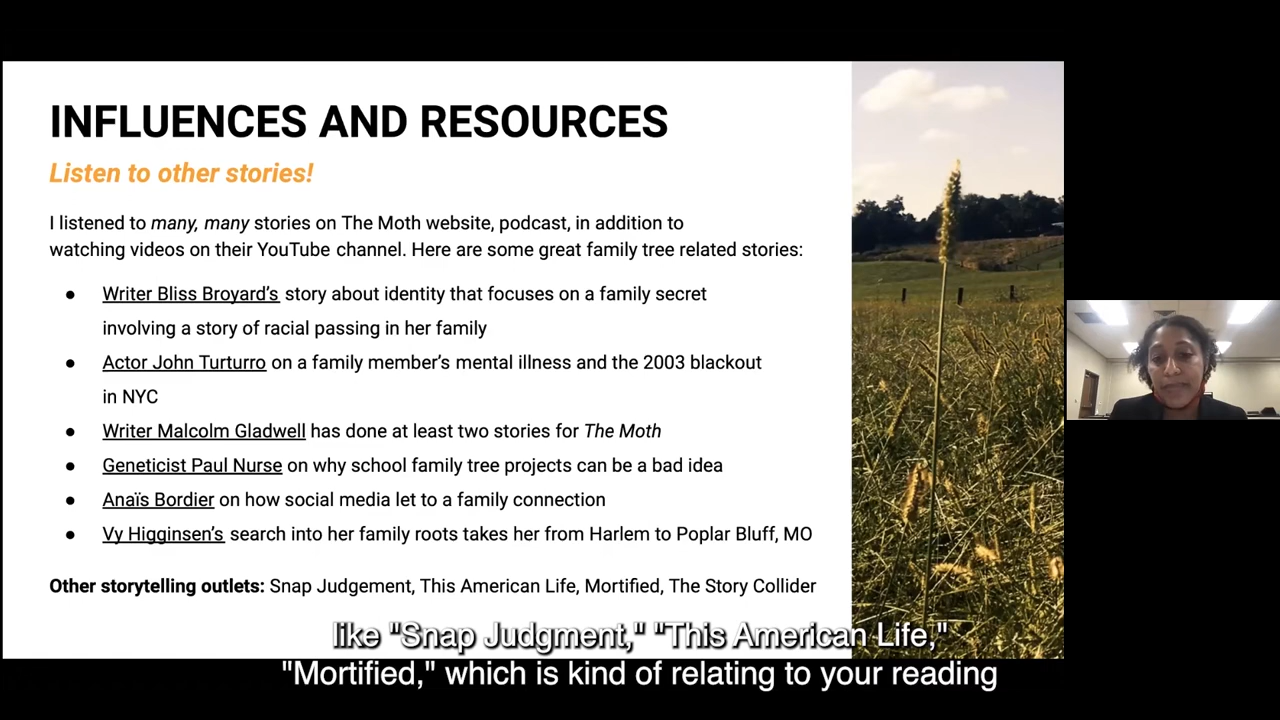 INFLUENCES AND RESOURCES
Listen to other stories!
I listened to many, many stories on The Moth website, podcast, in addition to
watching videos on their YouTube channel. Here are some great family tree related stories:
● Writer Bliss Broyard’s story about identity that focuses on a family secret
involving a story of racial passing in her family
● Actor John Turturro on a family member’s mental illness and the 2003 blackout
in NYC
● Writer Malcolm Gladwell has done at least two stories for The Moth
● Geneticist Paul Nurse on why school family tree projects can be a bad idea
● Anaïs Bordier on how social media let to a family connection
● Vy Higginsen’s search into her family roots takes her from Harlem to Poplar Bluff, MO
Other storytelling outlets: Snap Judgement, This American Life, Mortified, The Story Collider
like "Snap Judgment," "This American Life,"
"Mortified," which is kind of relating to your reading